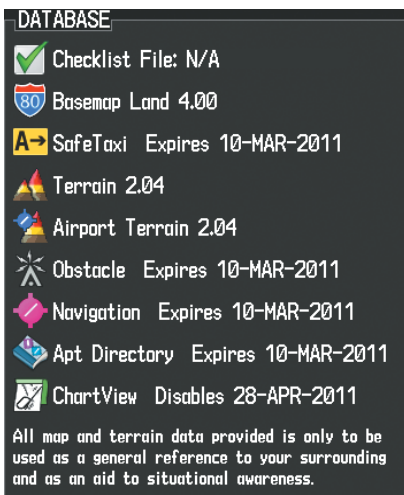 DATABASE
Checklist File: N/A
80 Basemap Land 4.00
A→ SafeTaxi Expires 10-MAR-2011
Terrain 2.04
Airport Terrain 2.04
Obstacle Expires 10-MAR-2011
Navigation Expires 10-MAR-2011
Apt Directory Expires 10-MAR-2011
ChartView Disables 28-APR-2011
All map and terrain data provided is only to be
used as a general reference to your surrounding
and as an aid to situational awareness.